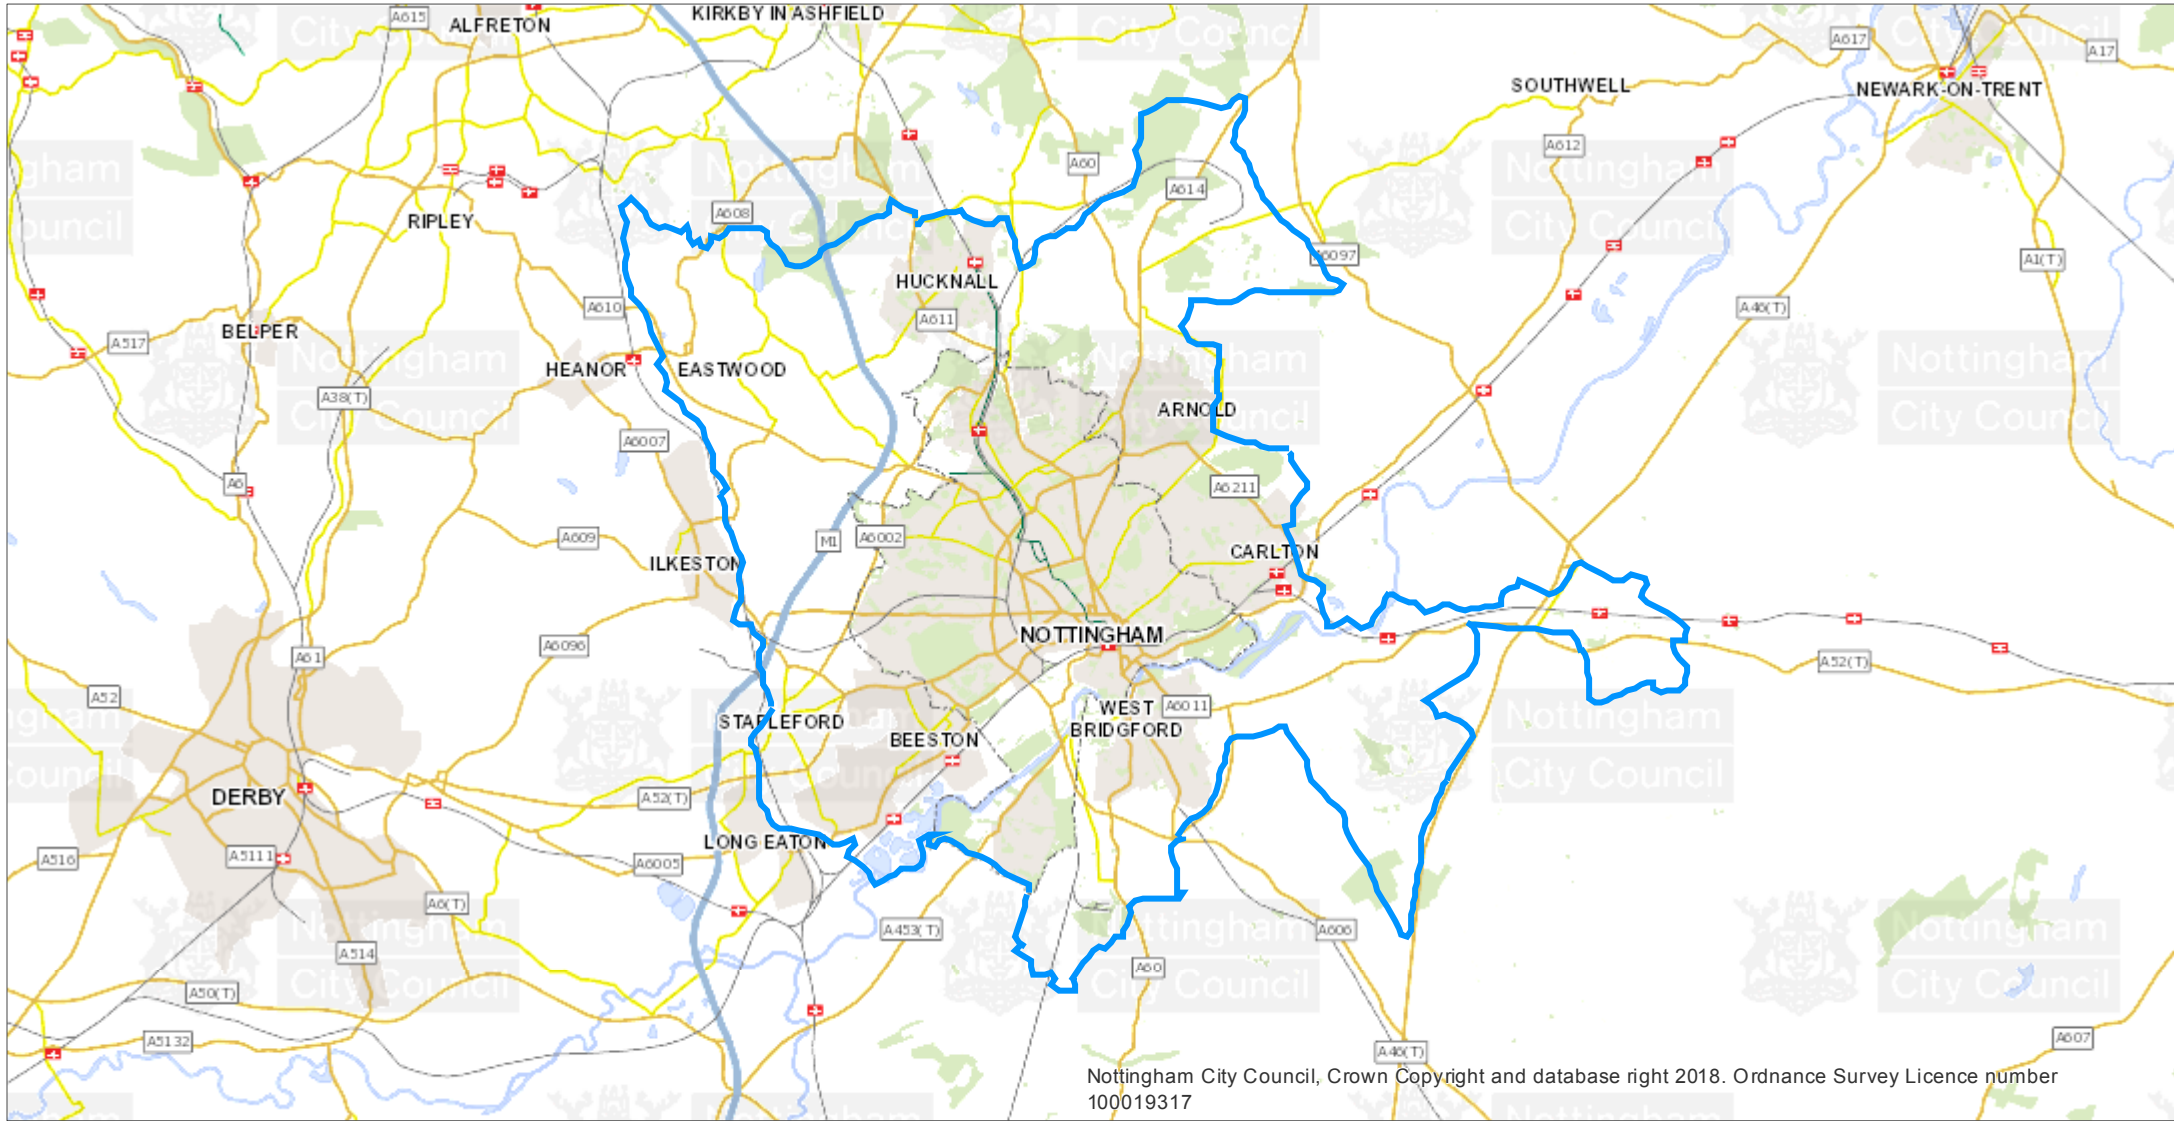 KIRKBY IN ASHFIELD
A615
ALFRETON
A617
A17
SOUTHWELL
NEWARK-ON-TRENT
A612
A60
A614
RIPLEY
A608
A6097
A1(T)
HUCKNALL
A610
A46(T)
A611
BELPER
A517
HEANOR
EASTWOOD
A38(T)
ARNOLD
A6007
A6
A6211
A609
M1
A6002
CARLTON
ILKESTON
NOTTINGHAM
A6096
A61
A52(T)
A52
WEST
BRIDGFORD
A6011
STAPLEFORD
BEESTON
DERBY
A52(T)
LONG EATON
A516
A5111
A6005
A6(T)
A453(T)
A606
A514
A60
A50(T)
A5132
A46(T)
A607
Nottingham City Council, Crown Copyright and database right 2018. Ordnance Survey Licence number
100019317
Nottingham
City Council